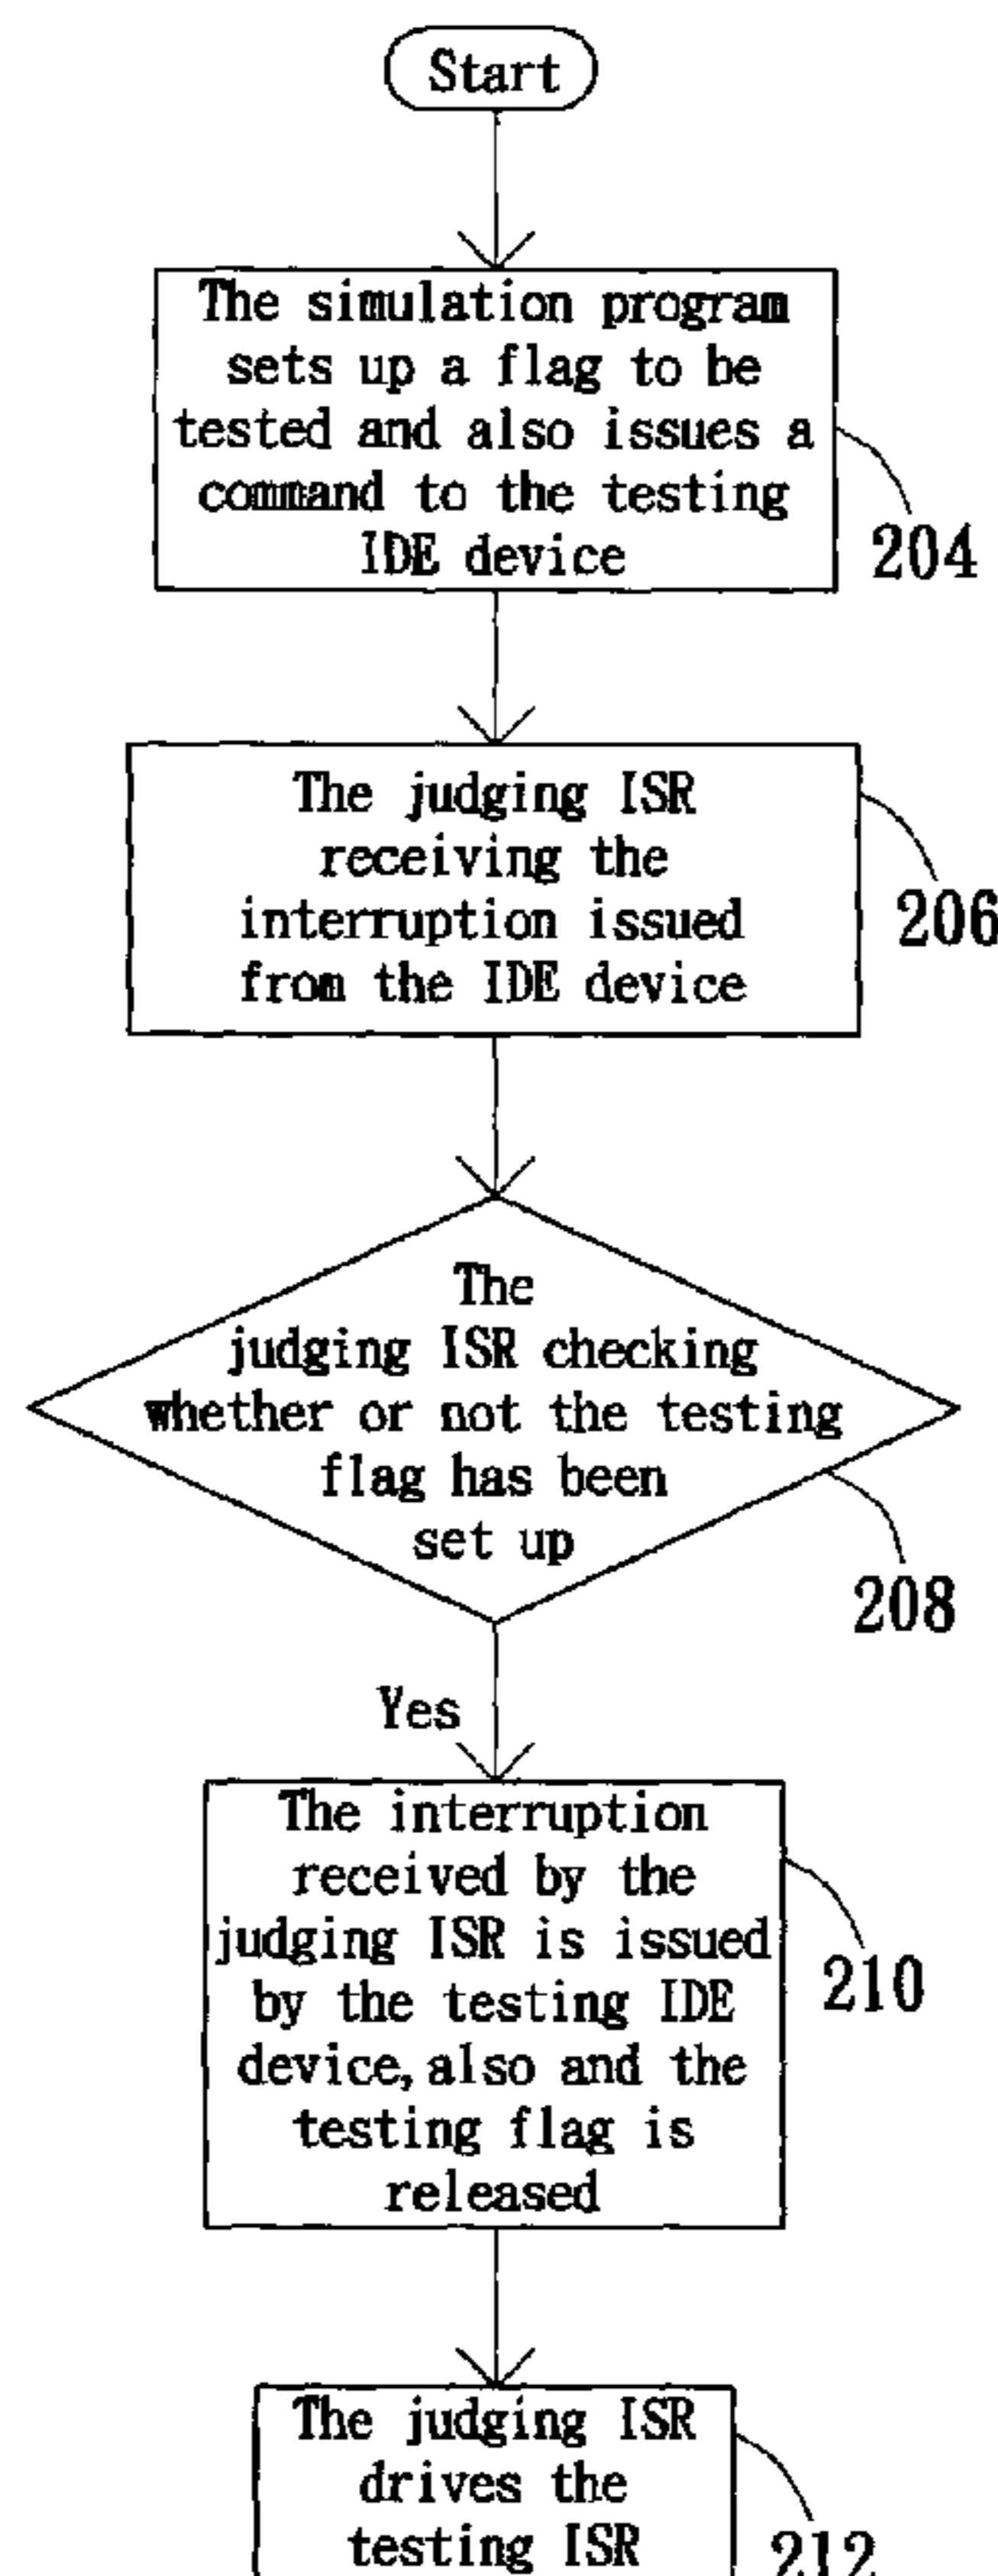 Start
The simulation program
sets up a flag to be
tested and also issues a
command to the testing
IDE device
204
The judging ISR
receiving the
interruption issued
from the IDE device
206
The
judging ISR checking
whether or not the testing
flag has been
set up
208
Yes
The interruption
received by the
judging ISR is issued
by the testing IDE
device, also and the
testing flag is
released
210
The judging ISR
drives the
testing ISR
212